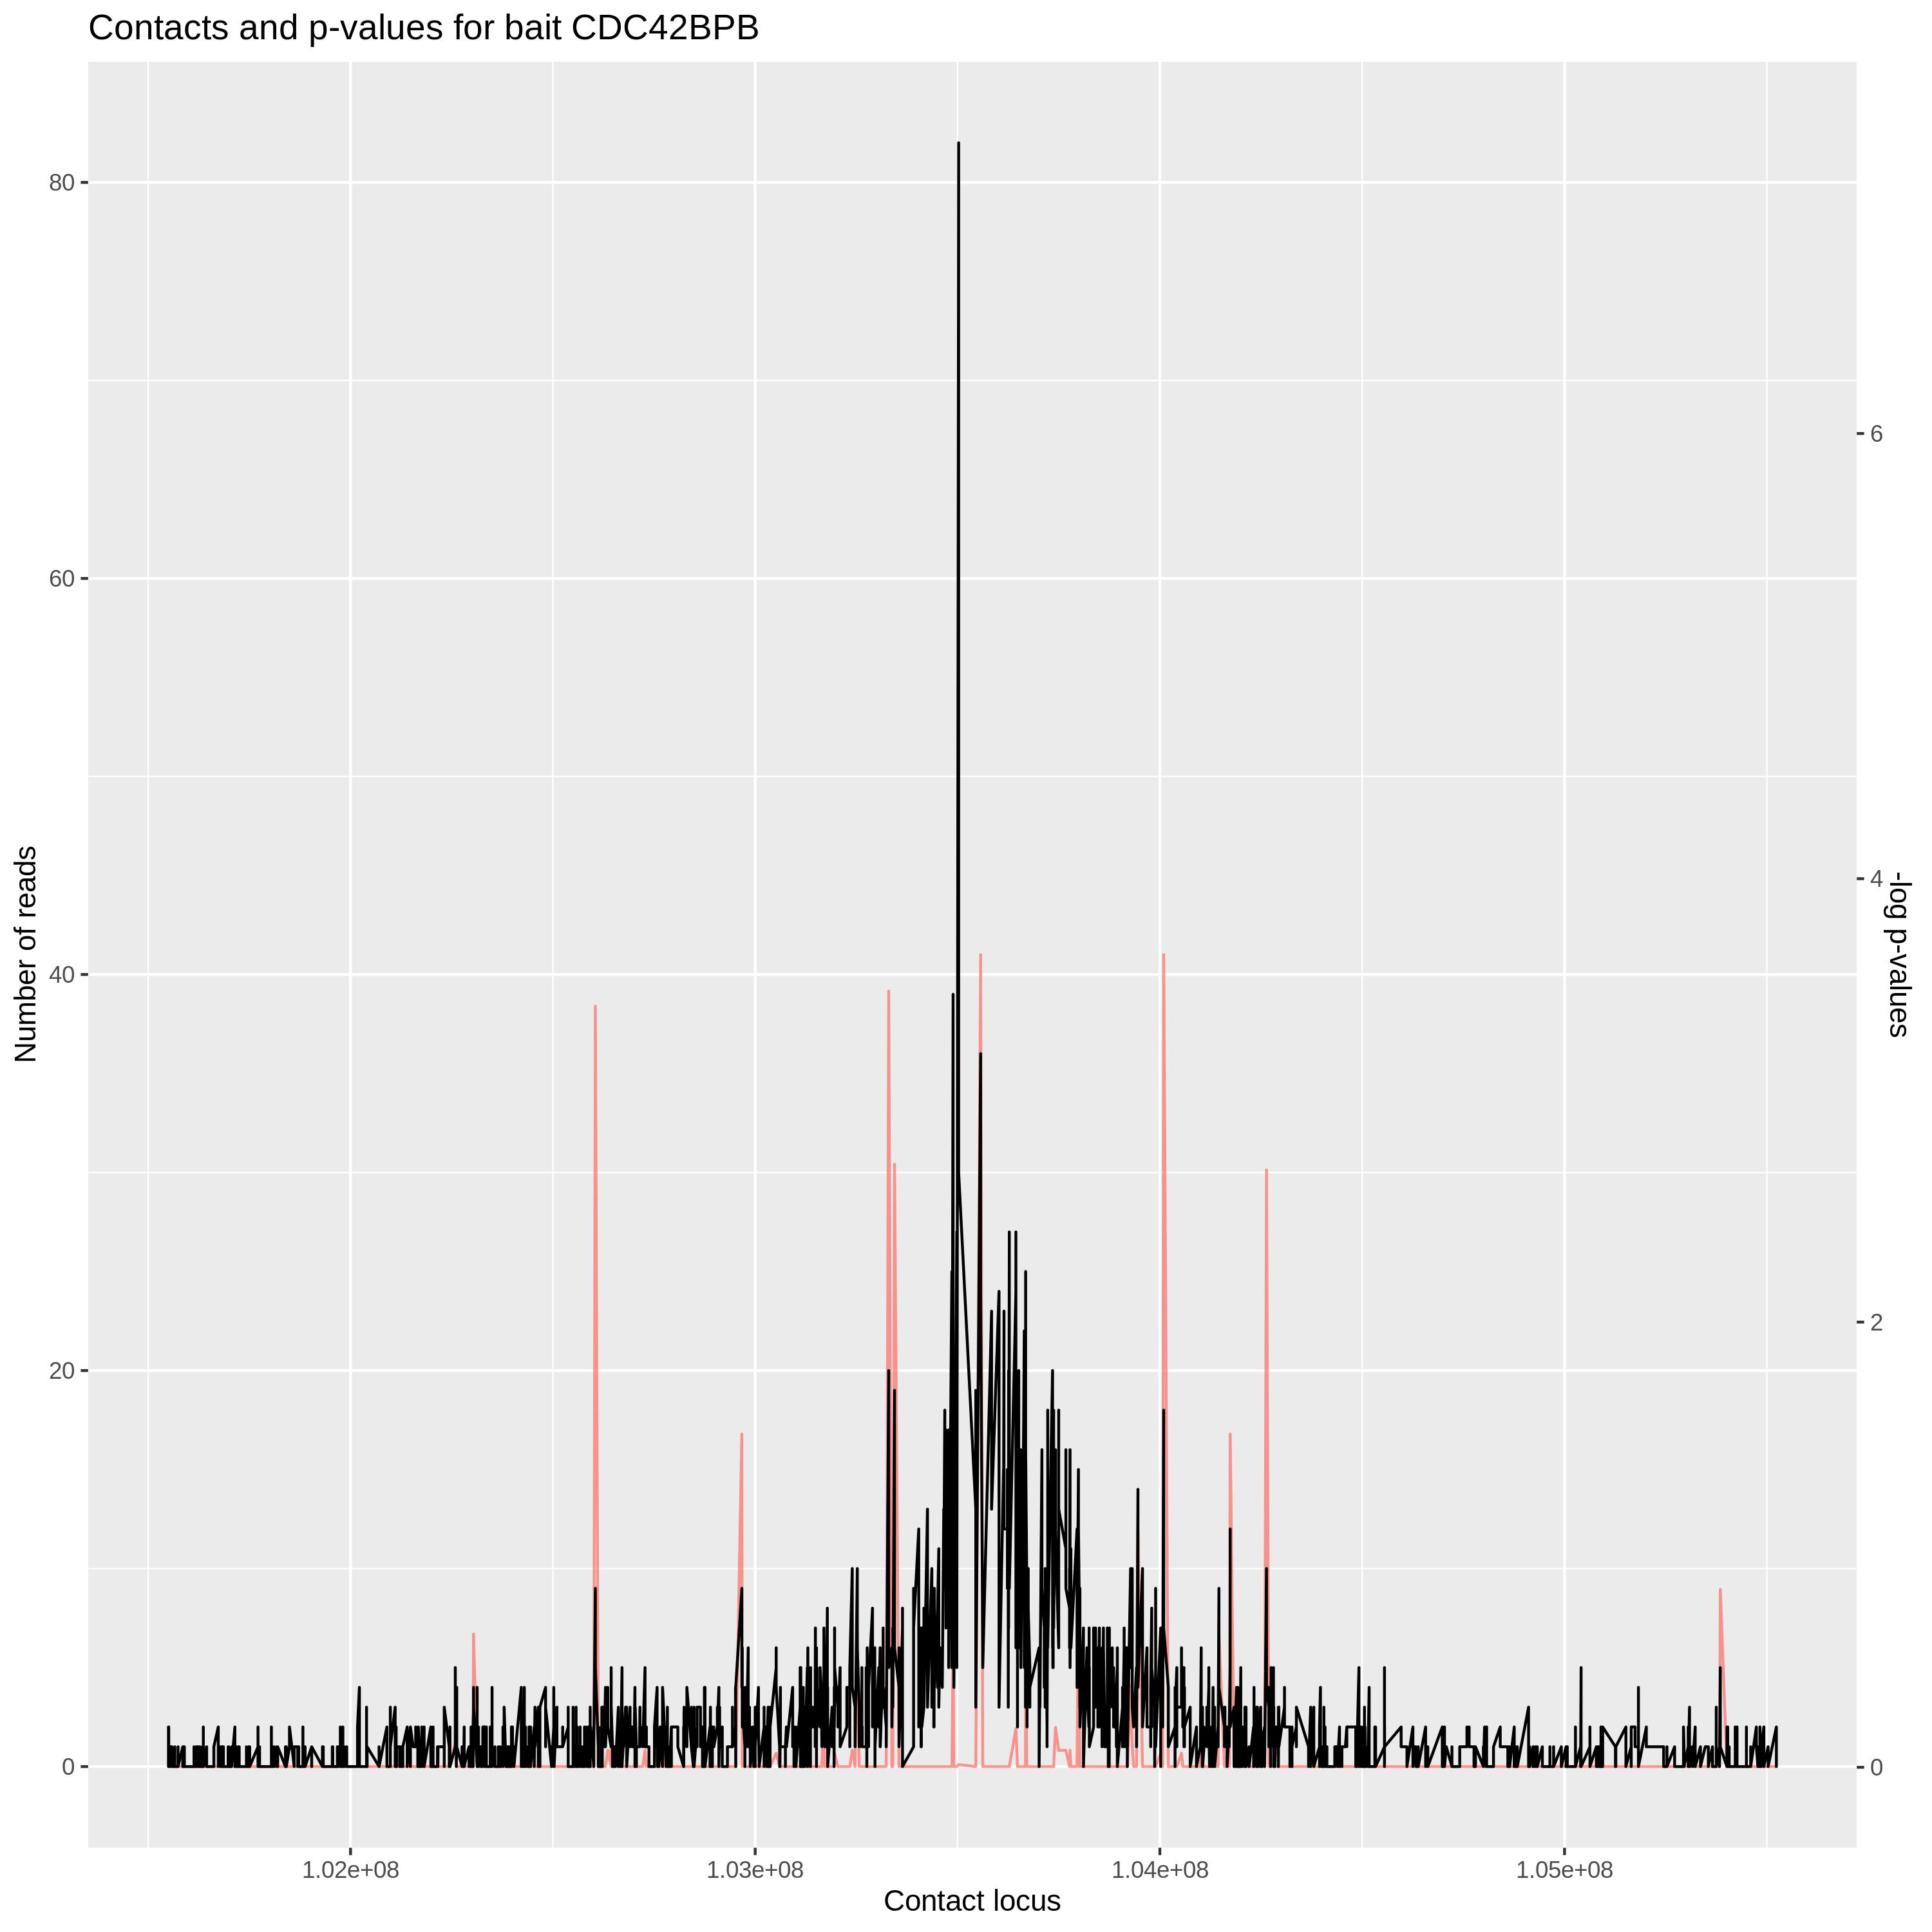 Contacts and p-values for bait CDC42BPB
80
60
40
20
0
Number of reads
6
4
2
0
-log p-values
1.02e+08
1.03e+08
1.04e+08
1.05e+08
Contact locus